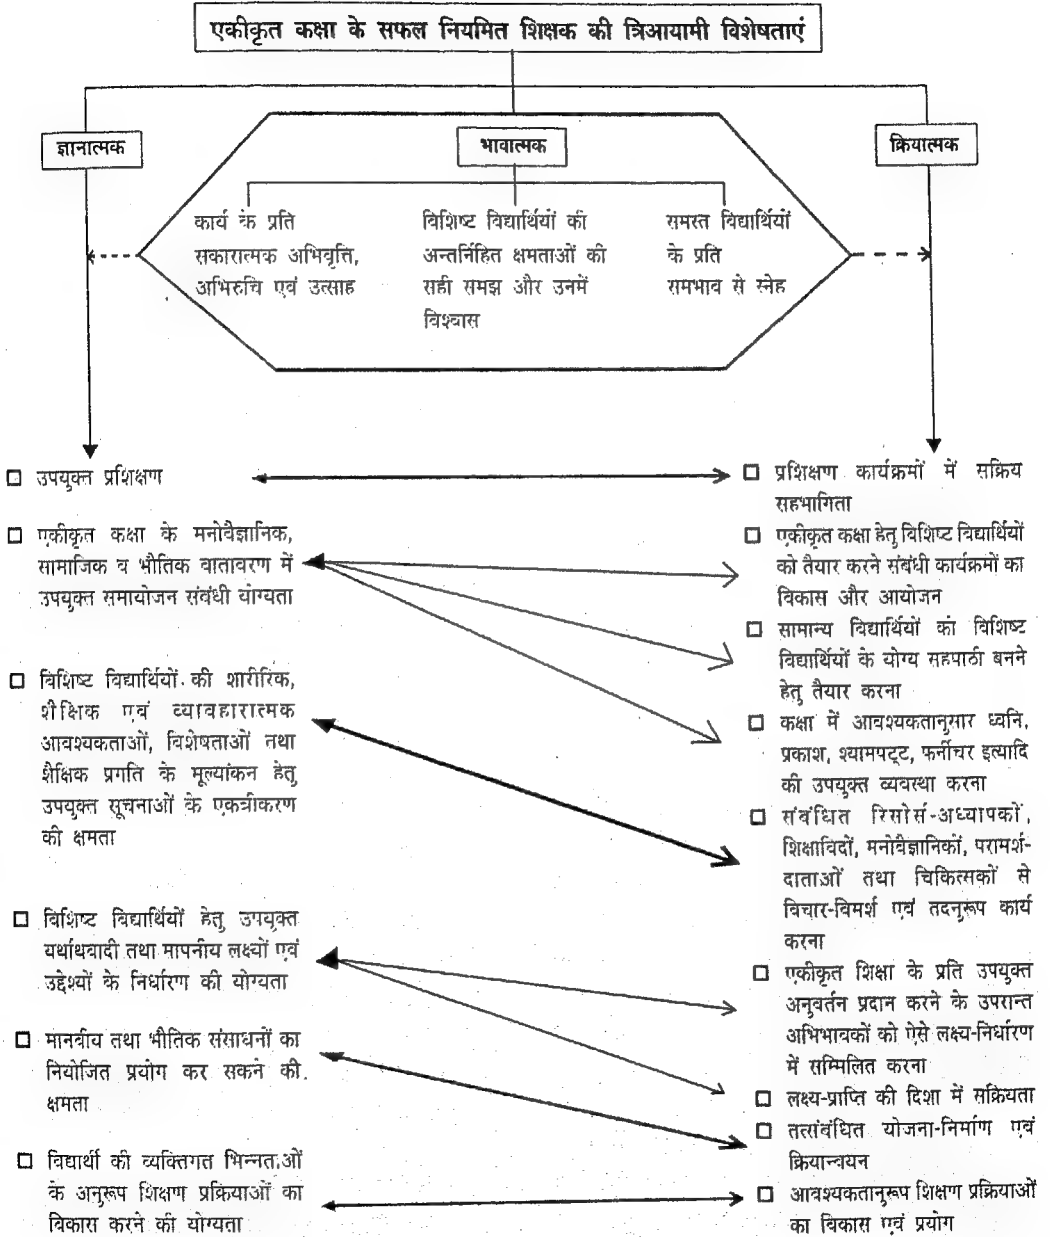 एकीकृत कक्षा के सफल नियमित शिक्षक की त्रिआयामी विशेषताएं
ज्ञानात्मक
भावात्मक
क्रियात्मक
कार्य के प्रति
सकारात्मक अभिवृत्ति,
अभिरुचि एवं उत्साह
विशिष्ट विद्यार्थियों की
अन्तर्निहित क्षमताओं की
सही समझ और उनमें
विश्वास
समस्त विद्यार्थियों
के प्रति
समभाव से स्नेह
उपयुक्त प्रशिक्षण
एकीकृत कक्षा के मनोवैज्ञानिक,
सामाजिक व भौतिक वातावरण में
उपयुक्त समायोजन संबंधी योग्यता
विशिष्ट विद्यार्थियों की शारीरिक,
शैक्षिक एवं व्यावहारात्मक
आवश्यकताओं, विशेषताओं तथा
शैक्षिक प्रगति के मूल्यांकन हेतु
उपयुक्त सूचनाओं के एकत्रीकरण
की क्षमता
विशिष्ट विद्यार्थियों हेतु उपयुक्त
यर्थाथवादी तथा मापनीय लक्ष्यों एवं
उद्देश्यों के निर्धारण की योग्यता
मानवीय तथा भौतिक संसाधनों का
नियोजित प्रयोग कर सकने की
क्षमता
विद्यार्थी की व्यक्तिगत भिन्नताओं
के अनुरूप शिक्षण प्रक्रियाओं का
विकास करने की योग्यता
प्रशिक्षण कार्यक्रमों में सक्रिय
सहभागिता
एकीकृत कक्षा हेतु विशिष्ट विद्यार्थियों
को तैयार करने संबंधी कार्यक्रमों का
विकास और आयोजन
सामान्य विद्यार्थियों को विशिष्ट
विद्यार्थियों के योग्य सहपाठी बनने
हेतु तैयार करना
कक्षा में आवश्यकतानुसार ध्वनि,
प्रकाश, श्यामपट्ट, फर्नीचर इत्यादि
की उपयुक्त व्यवस्था करना
संबंधित रिसोर्स-अध्यापकों,
शिक्षाविदों, मनोवैज्ञानिकों, परामर्श-
दाताओं तथा चिकित्सकों से
विचार-विमर्श एवं तदनुरूप कार्य
करना
एकीकृत शिक्षा के प्रति उपयुक्त
अनुवर्तन प्रदान करने के उपरान्त
अभिभावकों को ऐसे लक्ष्य-निर्धारण
में सम्मिलित करना
लक्ष्य-प्राप्ति की दिशा में सक्रियता
तत्संबंधित योजना-निर्माण एवं
क्रियान्वयन
आवश्यकतानुरूप शिक्षण प्रक्रियाओं
का विकास एवं प्रयोग